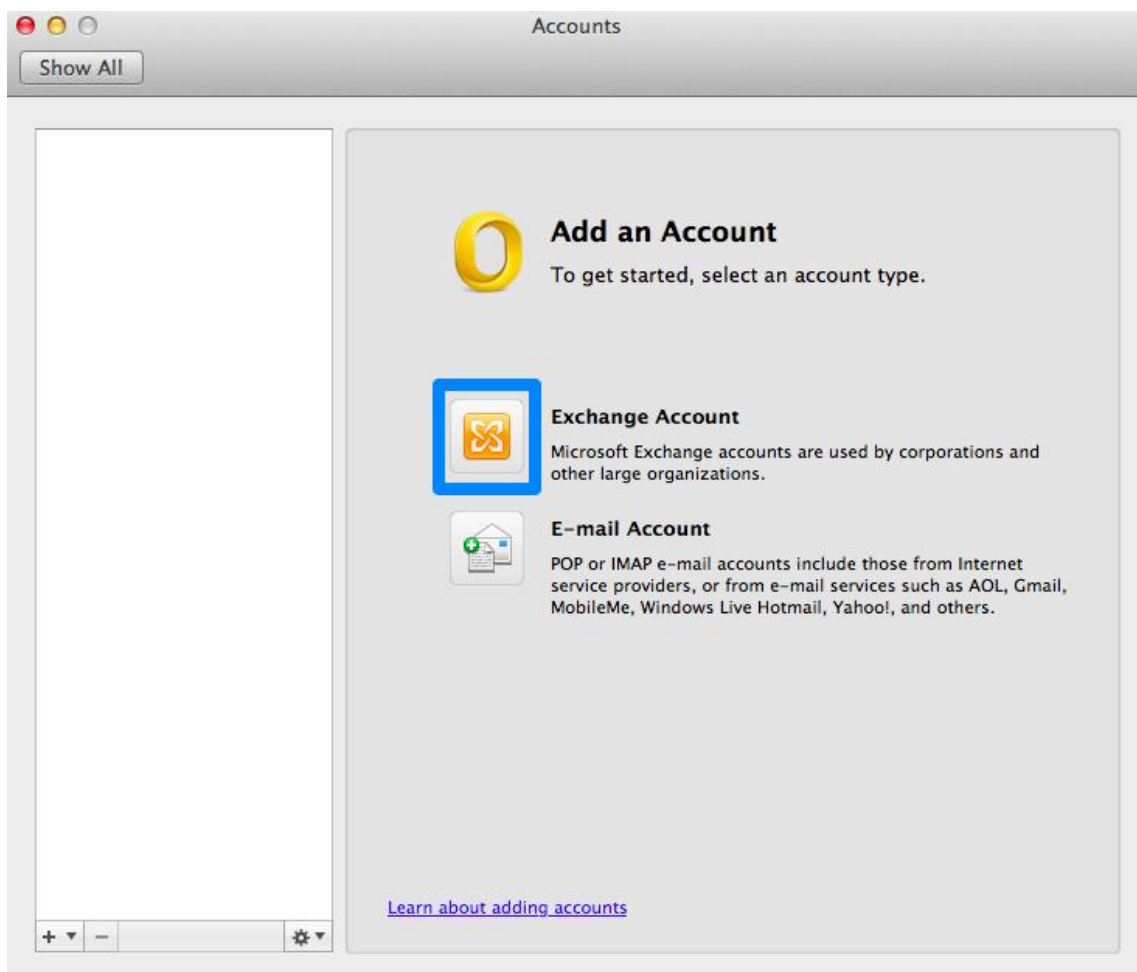 Accounts
Show All
Add an Account
To get started, select an account type.
Exchange Account
Microsoft Exchange accounts are used by corporations and
other large organizations.
E-mail Account
POP or IMAP e-mail accounts include those from Internet
service providers, or from e-mail services such as AOL, Gmail,
MobileMe, Windows Live Hotmail, Yahoo!, and others.
Learn about adding accounts